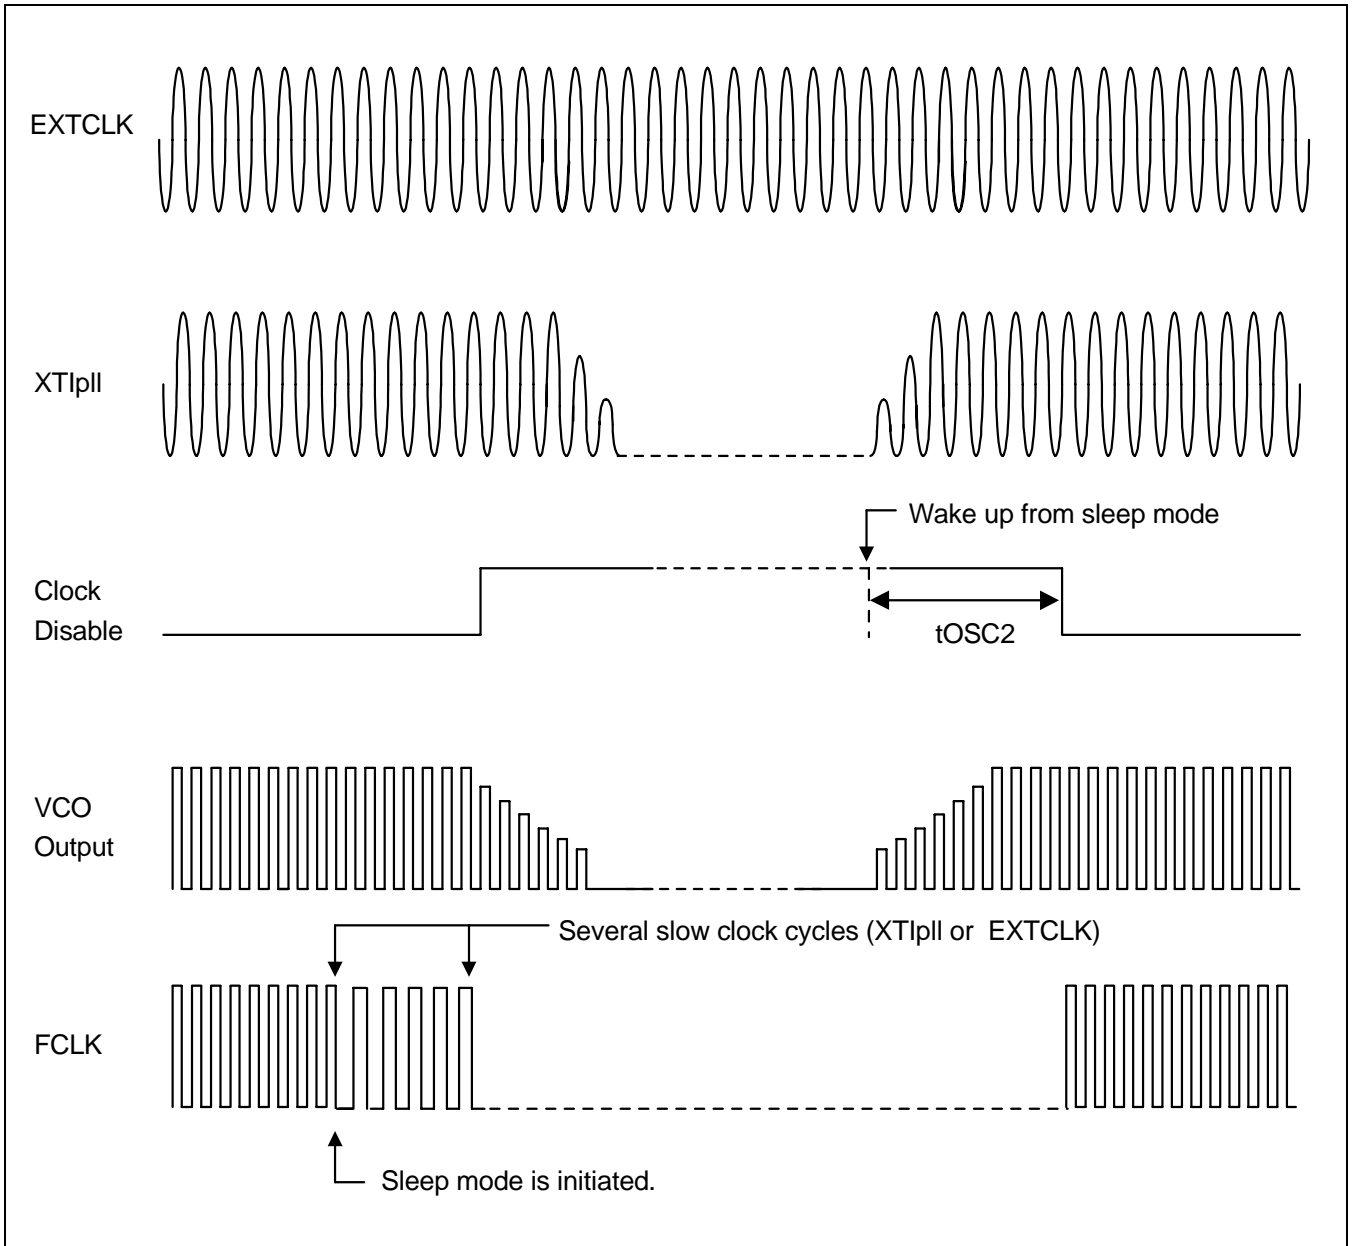 EXTCLK
XTIpll
Wake up from sleep mode
Clock
Disable
tOSC2
VCO
Output
Several slow clock cycles (XTIpll or EXTCLK)
FCLK
Sleep mode is initiated.